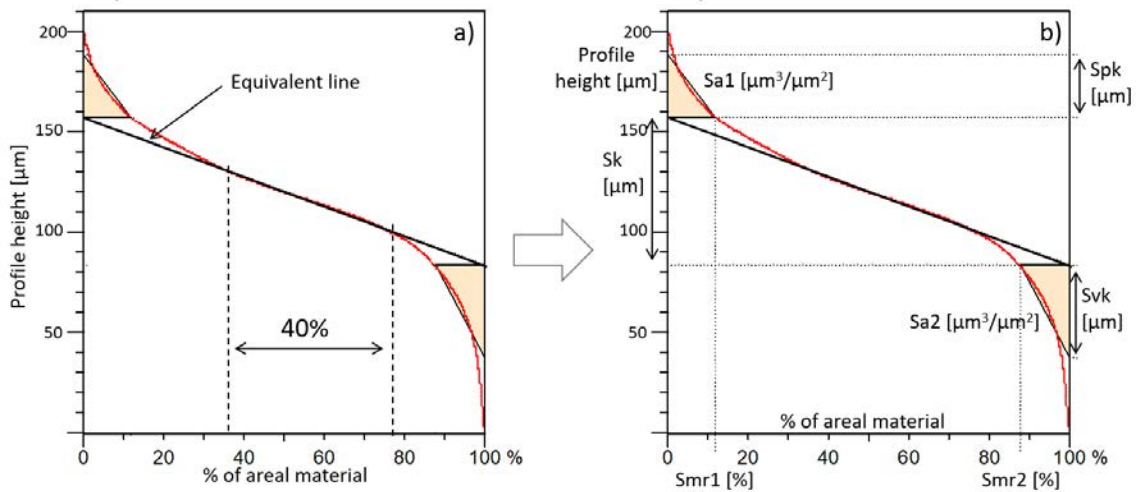 a)
200
150
100
50
Profile height [µm]
Equivalent line
40%
0 20 40 60 80 100 %
% of areal material
b)
200
150
100
50
Profile
height [µm]
Sa1 [µm³/µm²]
Spk
[µm]
Sk
[µm]
Svk
[µm]
Sa2 [µm³/µm²]
% of areal material
0 20 40 60 80 100 %
Smr1 [%] Smr2 [%]